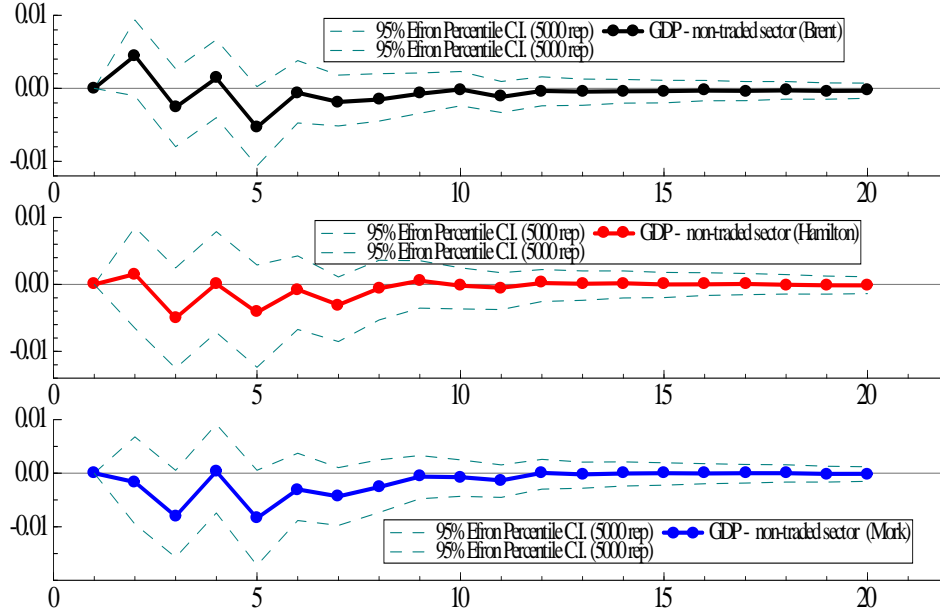 0.01
95% Efron Percentile C.I. (5000 rep) GDP - non-traded sector (Brent)
95% Efron Percentile C.I. (5000 rep)
0.00
-0.01
0 5 10 15 20
0.01
95% Efron Percentile C.I. (5000 rep) GDP - non-traded sector (Hamilton)
95% Efron Percentile C.I. (5000 rep)
0.00
-0.01
0 5 10 15 20
0.01
0.00
-0.01
95% Efron Percentile C.I. (5000 rep) GDP - non-traded sector (Mork)
95% Efron Percentile C.I. (5000 rep)
0 5 10 15 20